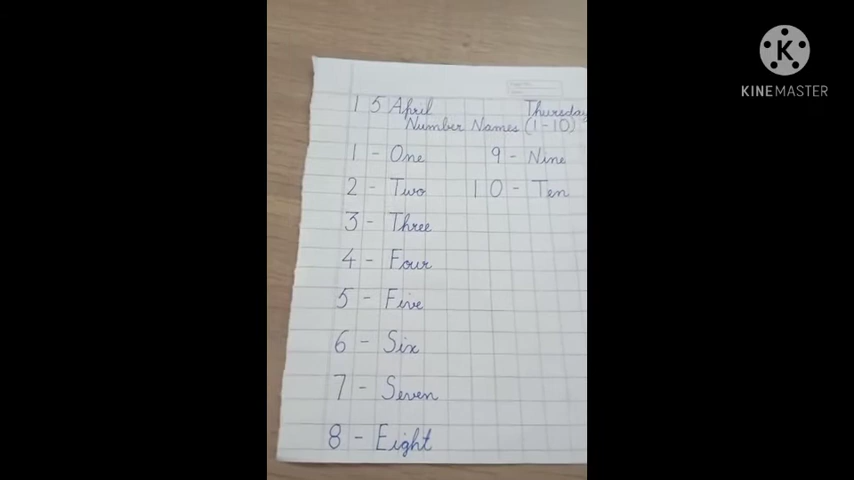 15 April Thursday
Number Names (1-10)
1 - One
2 - Two
3 - Three
4 - Four
5 - Five
6 - Six
7 - Seven
8 - Eight
9 - Nine
10 - Ten
K
KINEMASTER